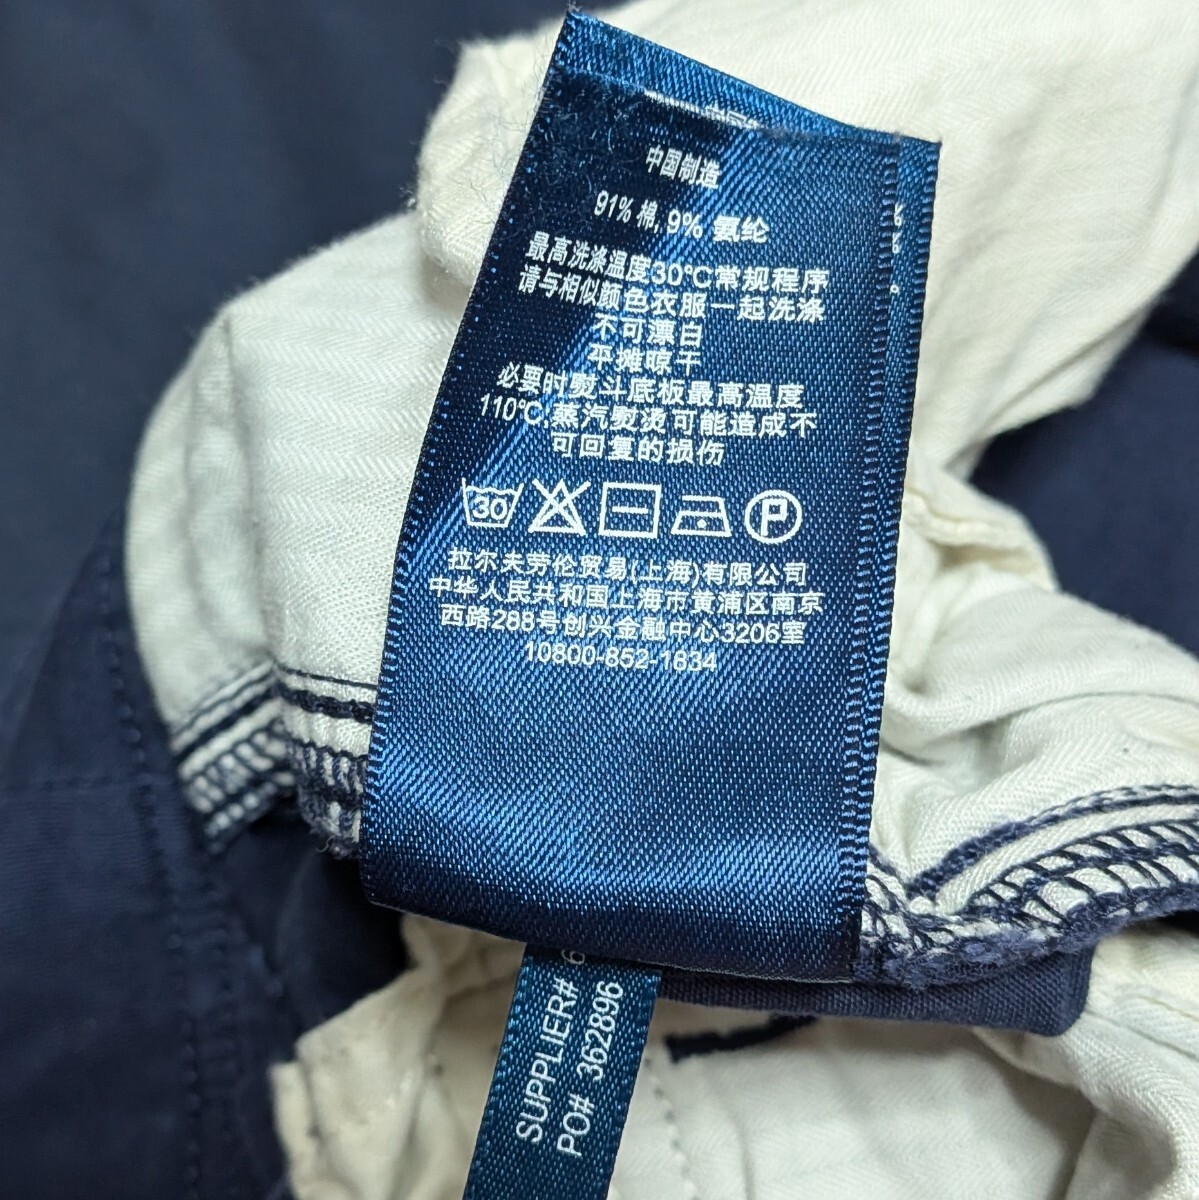 中国制造
91% 棉, 9% 氨纶
最高洗涤温度30℃常规程序
请与相似颜色衣服一起洗涤
不可漂白
平摊晾干
必要时熨斗底板最高温度
110℃.蒸汽熨烫可能造成不
可回复的损伤
30
P
拉尔夫劳伦贸易(上海)有限公司
中华人民共和国上海市黄浦区南京
西路288号创兴金融中心3206室
10800-852-1834
SUPPLIER# 6
PO# 362896